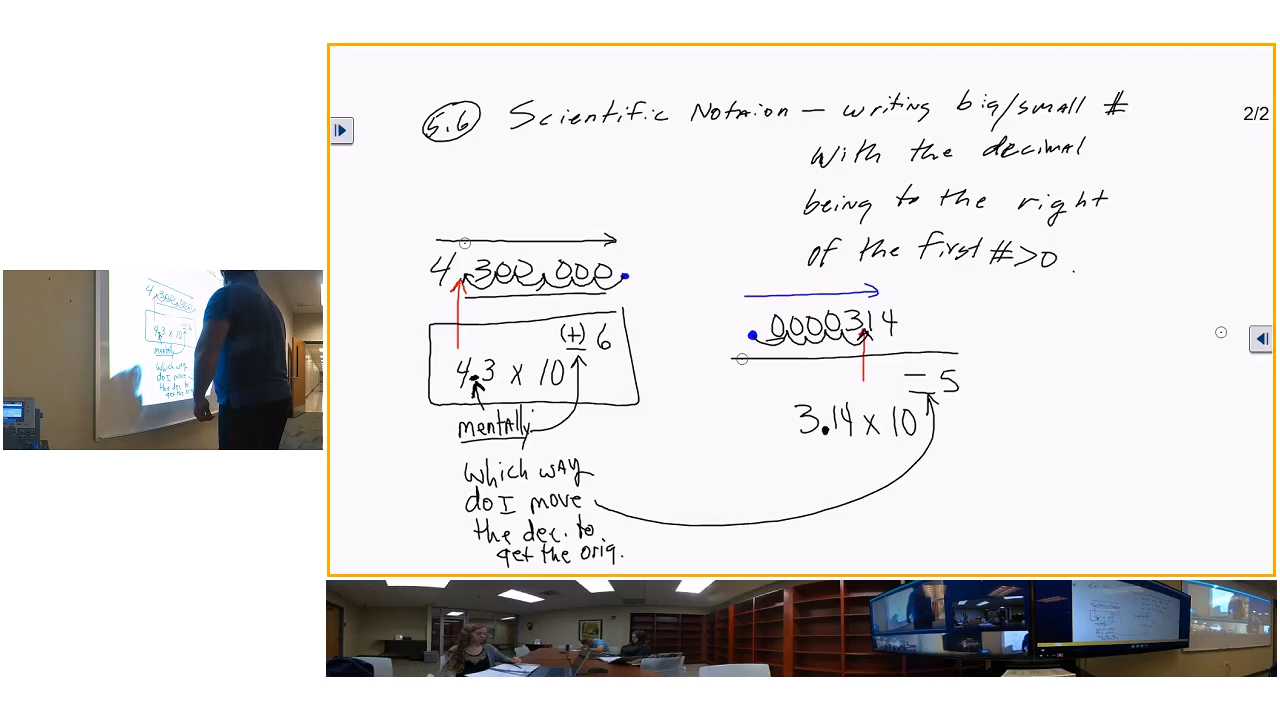 5.6 Scientific Notaion — writing big/small #
2/2
with the decimal
being to the right
of the first # > 0.
4,300,000.
.0000314
4.3 x 10 (+) 6
3.14 x 10 - 5
mentally
which way
do I move
the dec. to
get the orig.